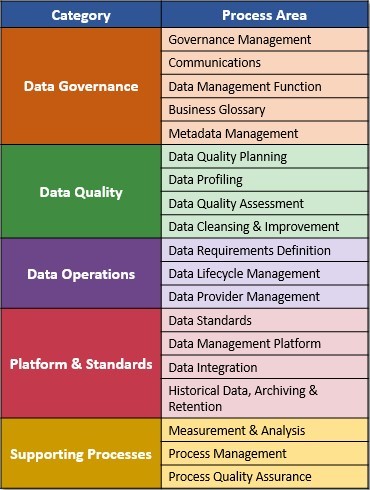 Category Process Area
Data Governance
Governance Management
Communications
Data Management Function
Business Glossary
Metadata Management
Data Quality
Data Quality Planning
Data Profiling
Data Quality Assessment
Data Cleansing & Improvement
Data Operations
Data Requirements Definition
Data Lifecycle Management
Data Provider Management
Platform & Standards
Data Standards
Data Management Platform
Data Integration
Historical Data, Archiving &
Retention
Supporting Processes
Measurement & Analysis
Process Management
Process Quality Assurance